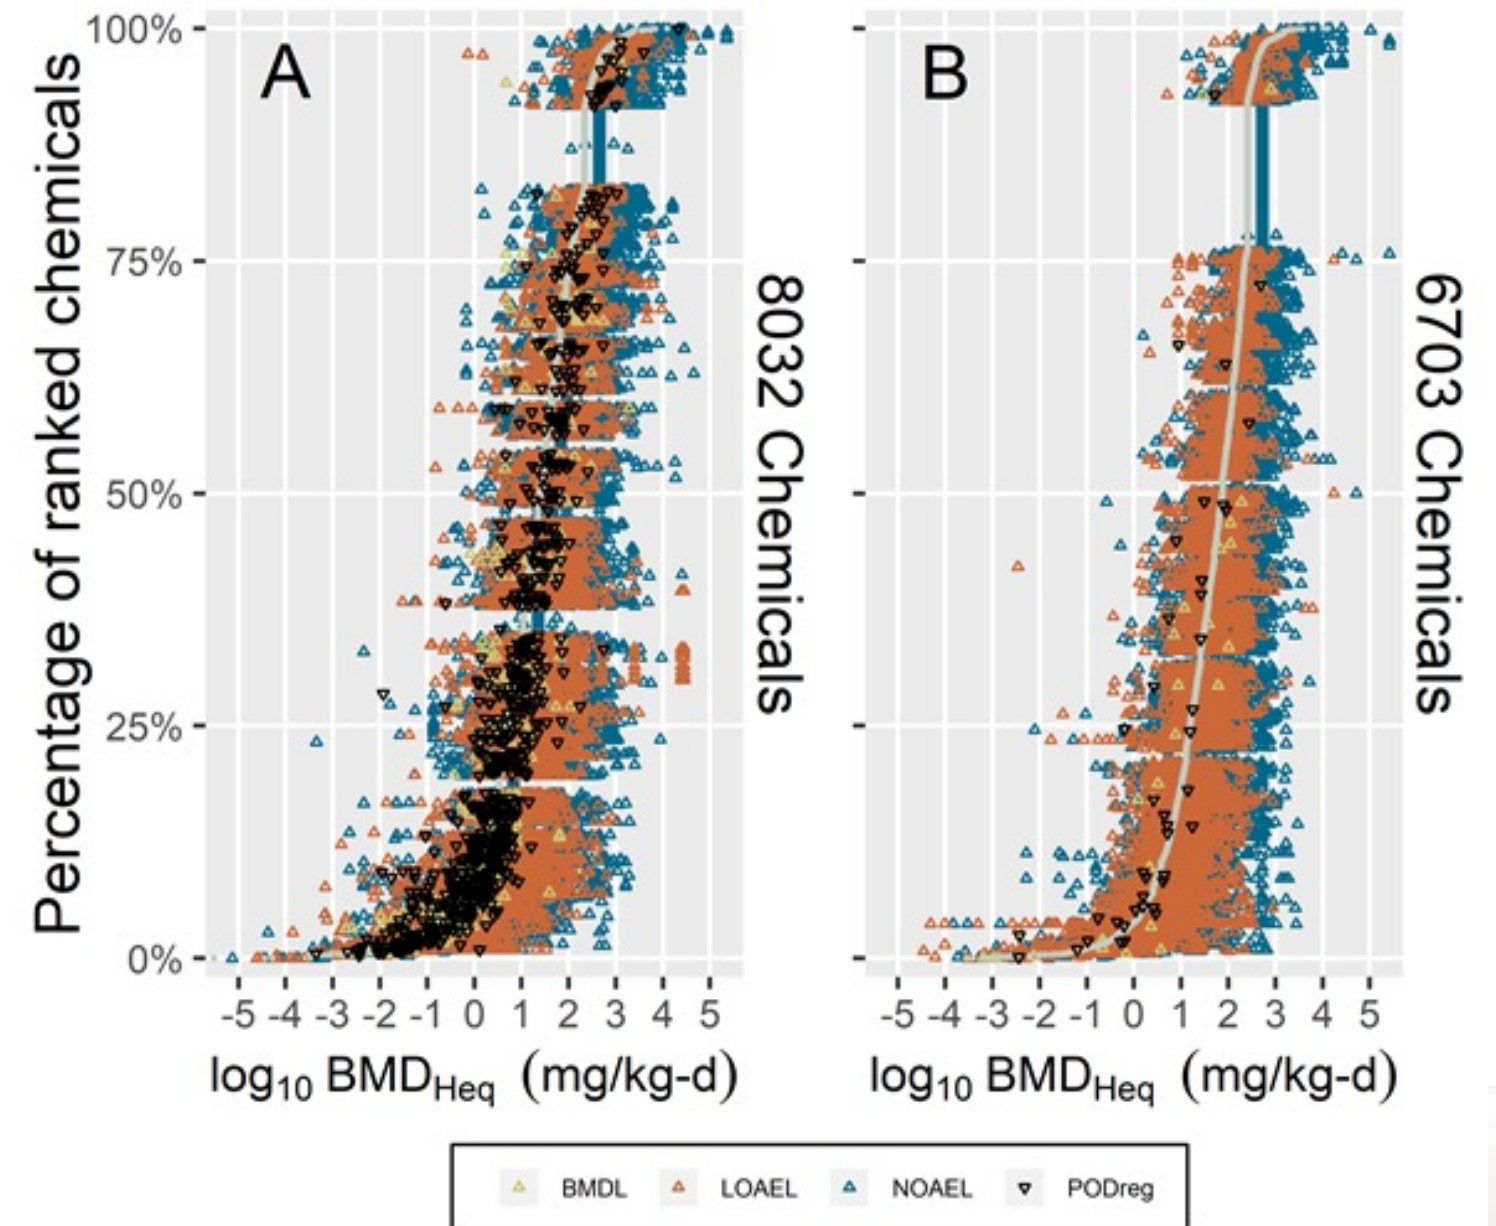 Percentage of ranked chemicals
100%
75%
50%
25%
0%
A
8032 Chemicals
-5 -4 -3 -2 -1 0 1 2 3 4 5
log₁₀ BMD_Heq (mg/kg-d)
B
6703 Chemicals
-5 -4 -3 -2 -1 0 1 2 3 4 5
log₁₀ BMD_Heq (mg/kg-d)
BMDL LOAEL NOAEL PODreg